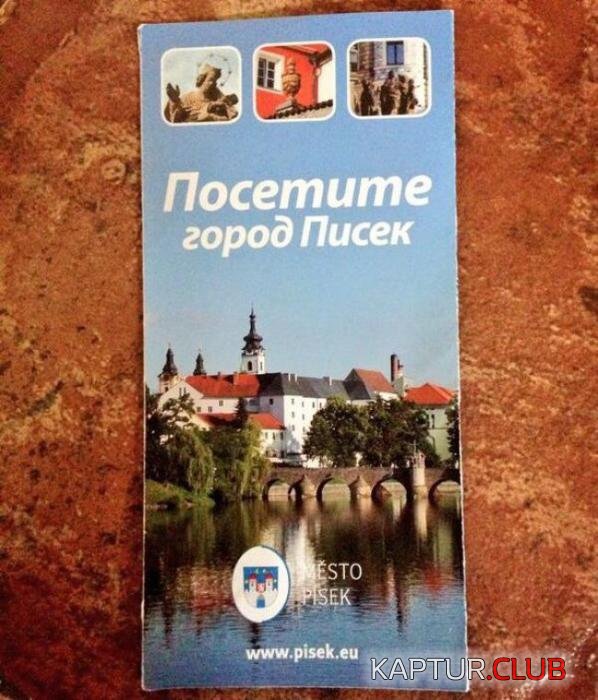 Посетите
город Писек
MĚSTO
PÍSEK
www.pisek.eu
KAPTUR.CLUB